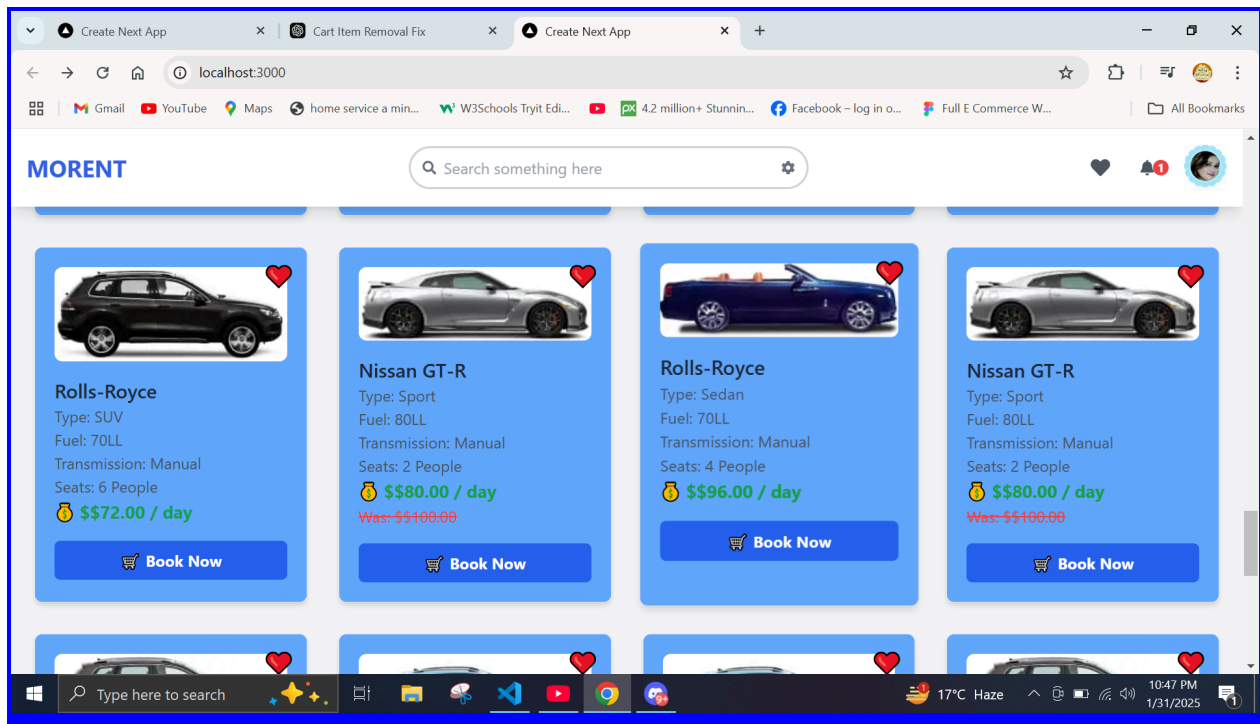 Create Next App
Cart Item Removal Fix
Create Next App
localhost:3000
Gmail
YouTube
Maps
home service a min...
W3Schools Tryit Edi...
4.2 million+ Stunnin...
Facebook – log in o...
Full E Commerce W...
All Bookmarks
MORENT
Search something here
1
Rolls-Royce
Type: SUV
Fuel: 70LL
Transmission: Manual
Seats: 6 People
$$72.00 / day
Book Now
Nissan GT-R
Type: Sport
Fuel: 80LL
Transmission: Manual
Seats: 2 People
$$80.00 / day
Was: $$100.00
Book Now
Rolls-Royce
Type: Sedan
Fuel: 70LL
Transmission: Manual
Seats: 4 People
$$96.00 / day
Book Now
Nissan GT-R
Type: Sport
Fuel: 80LL
Transmission: Manual
Seats: 2 People
$$80.00 / day
Was: $$100.00
Book Now
Type here to search
17°C Haze
10:47 PM
1/31/2025
1